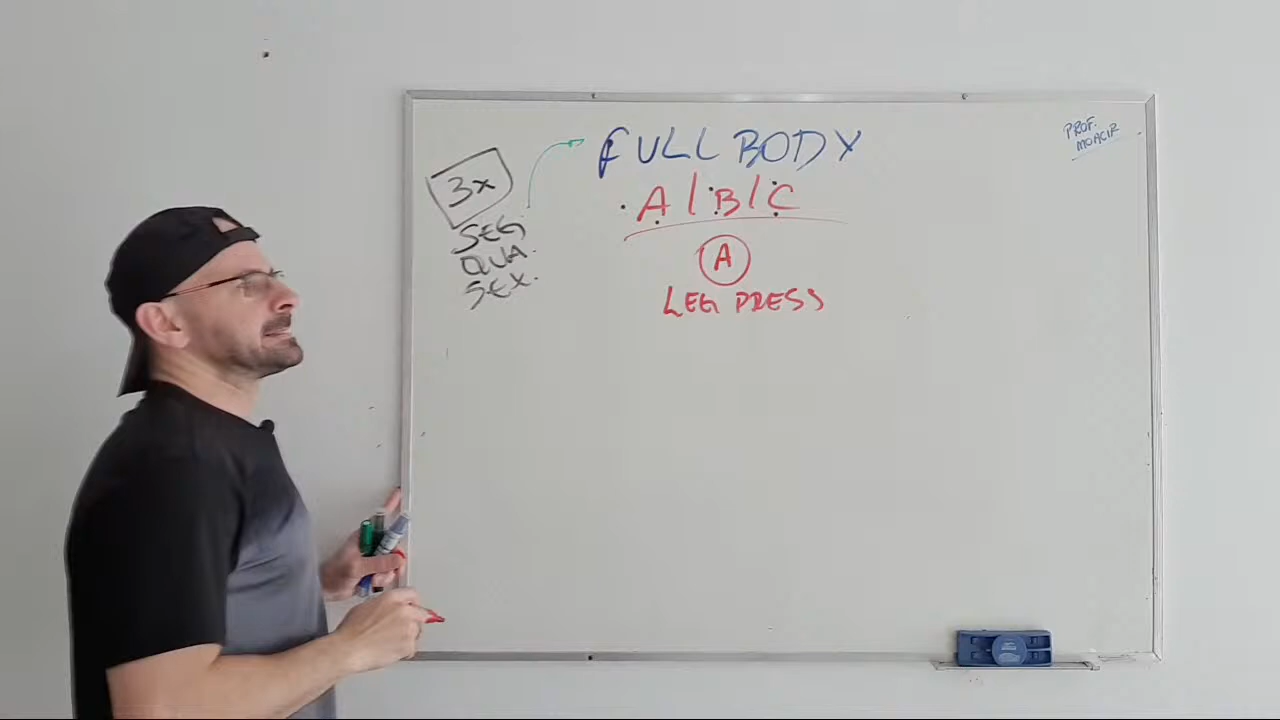 FULL BODY
PROF.
MOACIR
3x
SEG
QUA.
SEX.
A/B/C
A
LEG PRESS